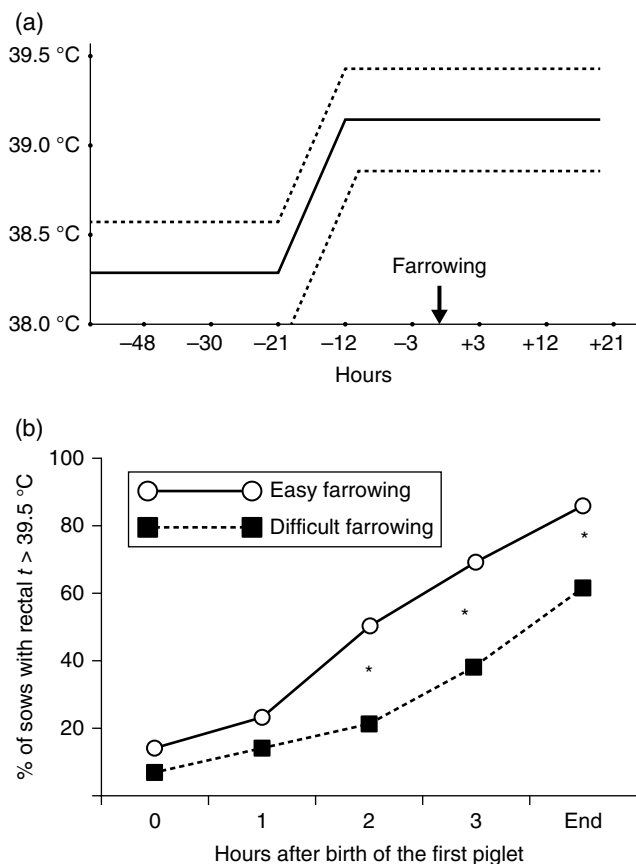 (a)
39.5 °C
39.0 °C
38.5 °C
38.0 °C
Farrowing
–48 –30 –21 –12 –3 +3 +12 +21
Hours
(b)
% of sows with rectal t > 39.5 °C
100
80
60
40
20
Easy farrowing
Difficult farrowing
*
*
*
0 1 2 3 End
Hours after birth of the first piglet